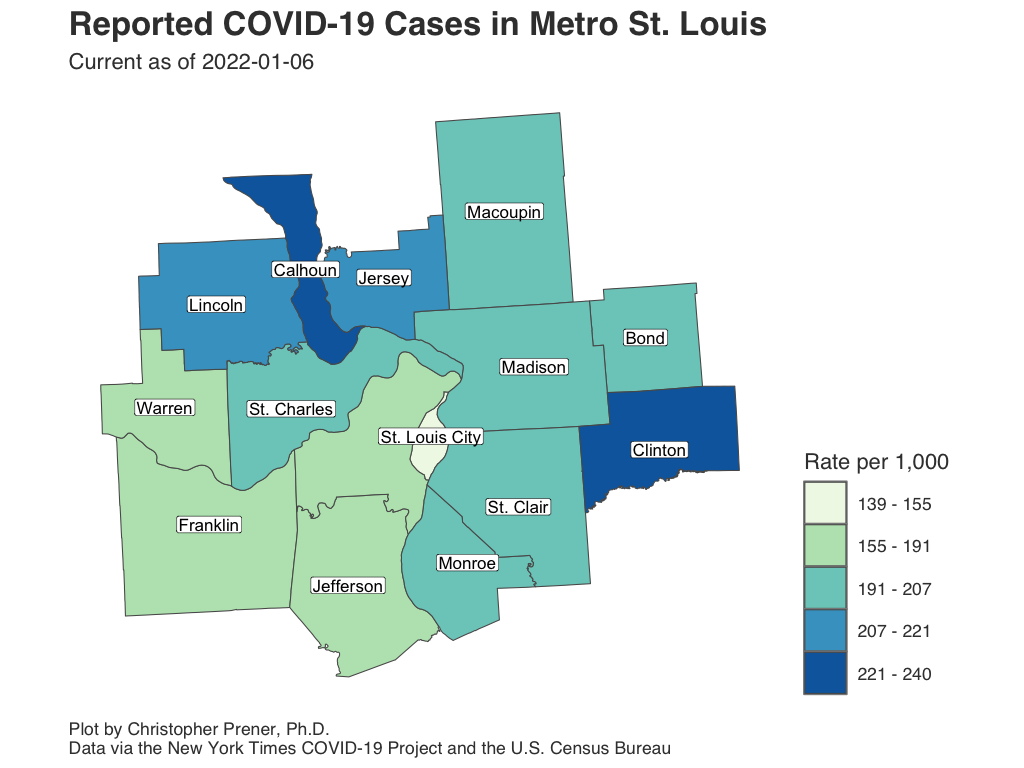 Reported COVID-19 Cases in Metro St. Louis
Current as of 2022-01-06
Macoupin
Calhoun
Jersey
Lincoln
Bond
Madison
Warren
St. Charles
St. Louis City
Clinton
Rate per 1,000
139 - 155
St. Clair
Franklin
155 - 191
Monroe
Jefferson
191 - 207
207 - 221
221 - 240
Plot by Christopher Prener, Ph.D.
Data via the New York Times COVID-19 Project and the U.S. Census Bureau